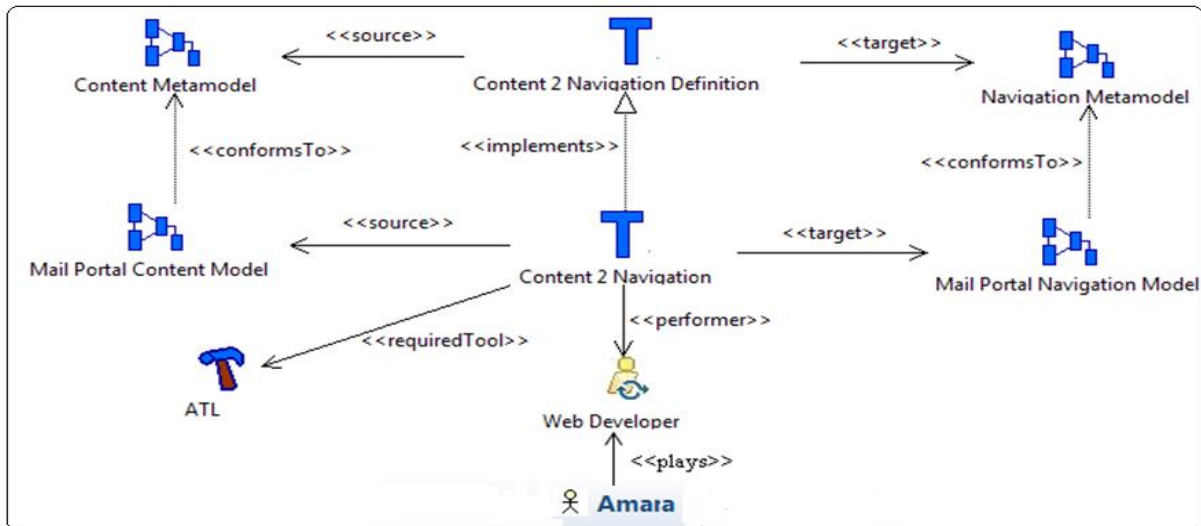 <<source>>
<<target>>
Content Metamodel
Content 2 Navigation Definition
Navigation Metamodel
<<conformsTo>>
<<implements>>
<<conformsTo>>
<<source>>
<<target>>
Mail Portal Content Model
Content 2 Navigation
Mail Portal Navigation Model
<<performer>>
<<requiredTool>>
ATL
Web Developer
<<plays>>
Amara